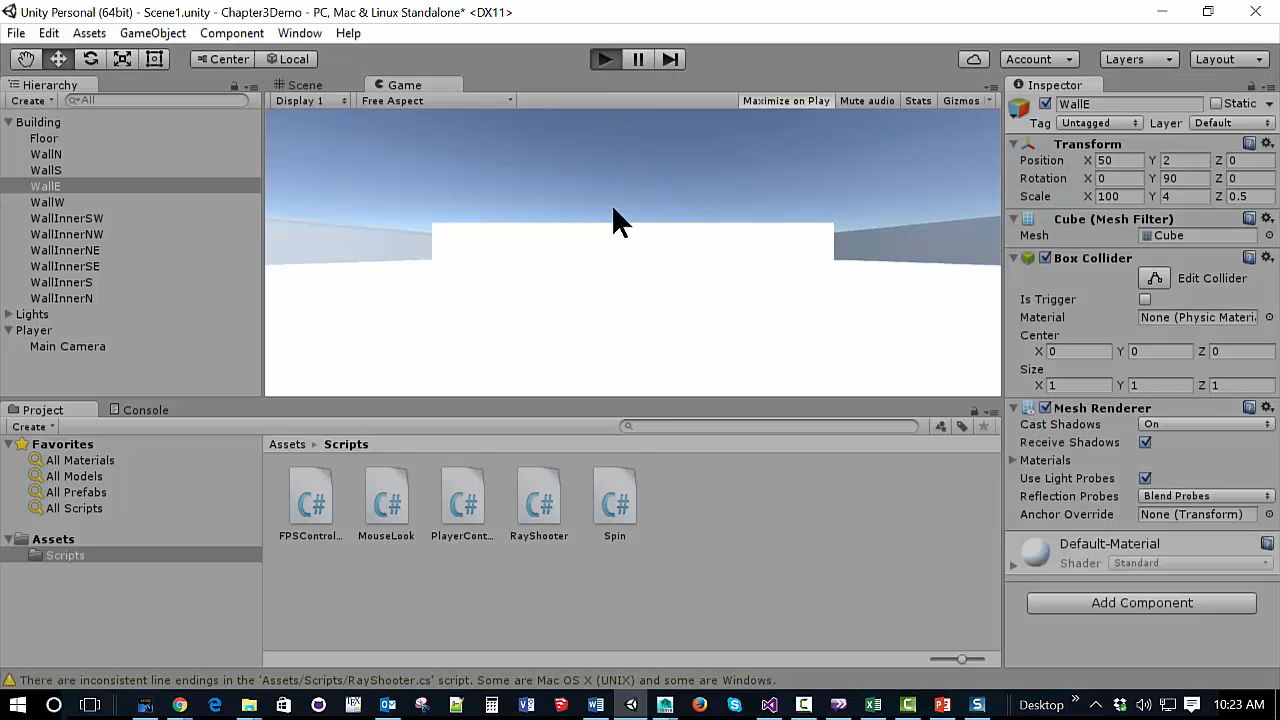 Unity Personal (64bit) - Scene1.unity - Chapter3Demo - PC, Mac & Linux Standalone* <DX11>
File Edit Assets GameObject Component Window Help
Center Local Account Layers Layout
Hierarchy Scene Game Inspector
Create All Display 1 Free Aspect Maximize on Play Mute audio Stats Gizmos WallE Static
Tag Untagged Layer Default
Building
Floor
WallN
WallS
WallE
WallW
WallInnerSW
WallInnerNW
WallInnerNE
WallInnerSE
WallInnerS
WallInnerN
Lights
Player
Main Camera
Transform
Position X 50 Y 2 Z 0
Rotation X 0 Y 90 Z 0
Scale X 100 Y 4 Z 0.5
Cube (Mesh Filter)
Mesh Cube
Box Collider
Edit Collider
Is Trigger
Material None (Physic Materi
Center
X 0 Y 0 Z 0
Size
X 1 Y 1 Z 1
Mesh Renderer
Cast Shadows On
Receive Shadows
Materials
Use Light Probes
Reflection Probes Blend Probes
Anchor Override None (Transform)
Default-Material
Shader Standard
Add Component
Project Console
Create
Favorites
All Materials
All Models
All Prefabs
All Scripts
Assets
Scripts
Assets Scripts
FPSControl... MouseLook PlayerCont... RayShooter Spin
There are inconsistent line endings in the 'Assets/Scripts/RayShooter.cs' script. Some are Mac OS X (UNIX) and some are Windows.
Desktop 10:23 AM